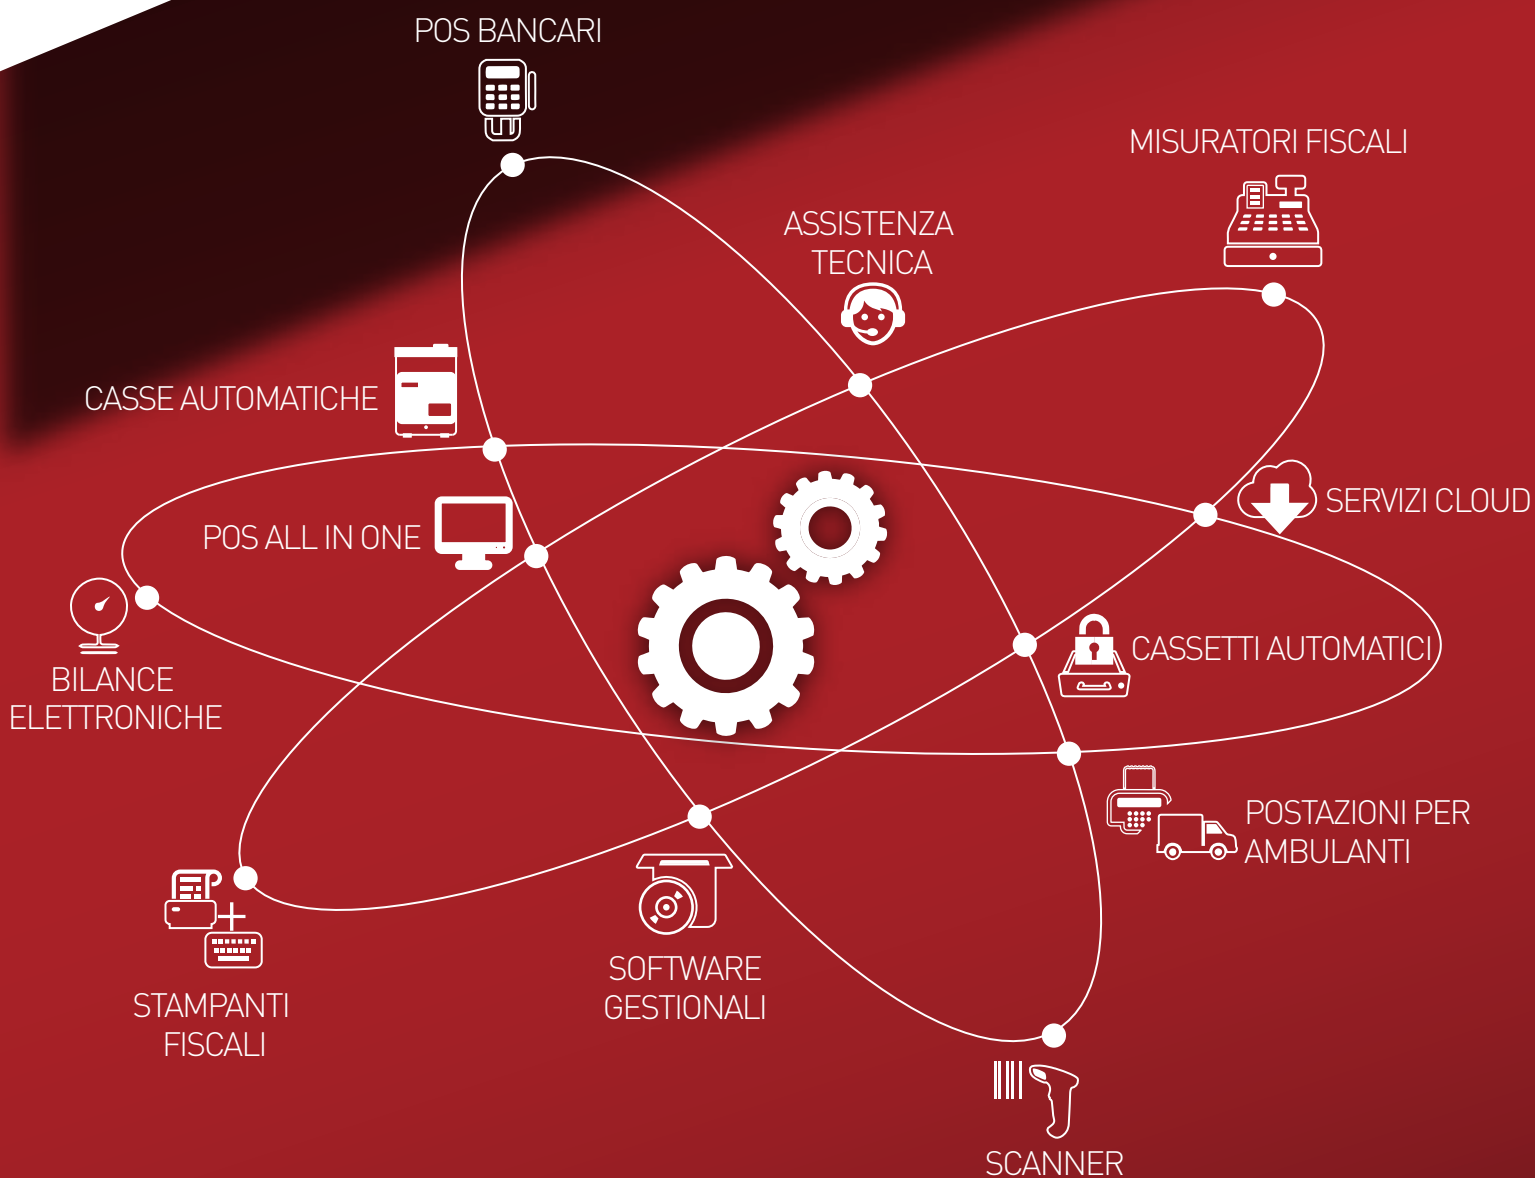 POS BANCARI
MISURATORI FISCALI
ASSISTENZA
TECNICA
CASSE AUTOMATICHE
SERVIZI CLOUD
POS ALL IN ONE
CASSETTI AUTOMATICI
BILANCE
ELETTRONICHE
POSTAZIONI PER
AMBULANTI
SOFTWARE
GESTIONALI
STAMPANTI
FISCALI
SCANNER